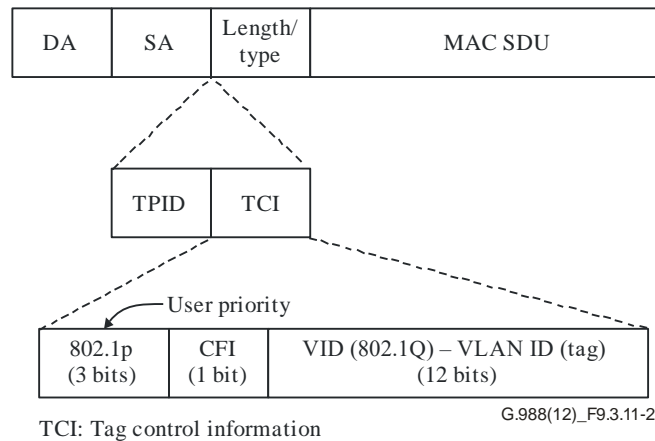 DA
SA
Length/
type
MAC SDU
TPID
TCI
User priority
802.1p
(3 bits)
CFI
(1 bit)
VID (802.1Q) – VLAN ID (tag)
(12 bits)
G.988(12)_F9.3.11-2
TCI: Tag control information